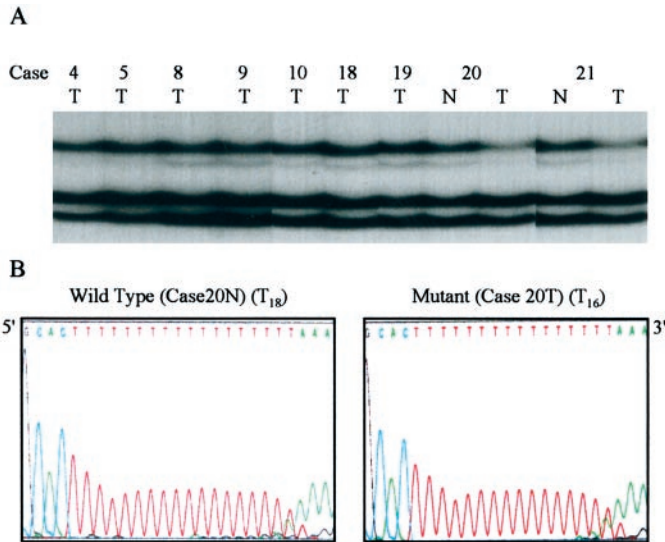 A
Case 4 5 8 9 10 18 19 20 21
T T T T T T T N T N T
B
Wild Type (Case20N) (T18) Mutant (Case 20T) (T16)
5' G C A C T T T T T T T T T T T T T T T T T T A A A G C A C T T T T T T T T T T T T T T T T A A A 3'